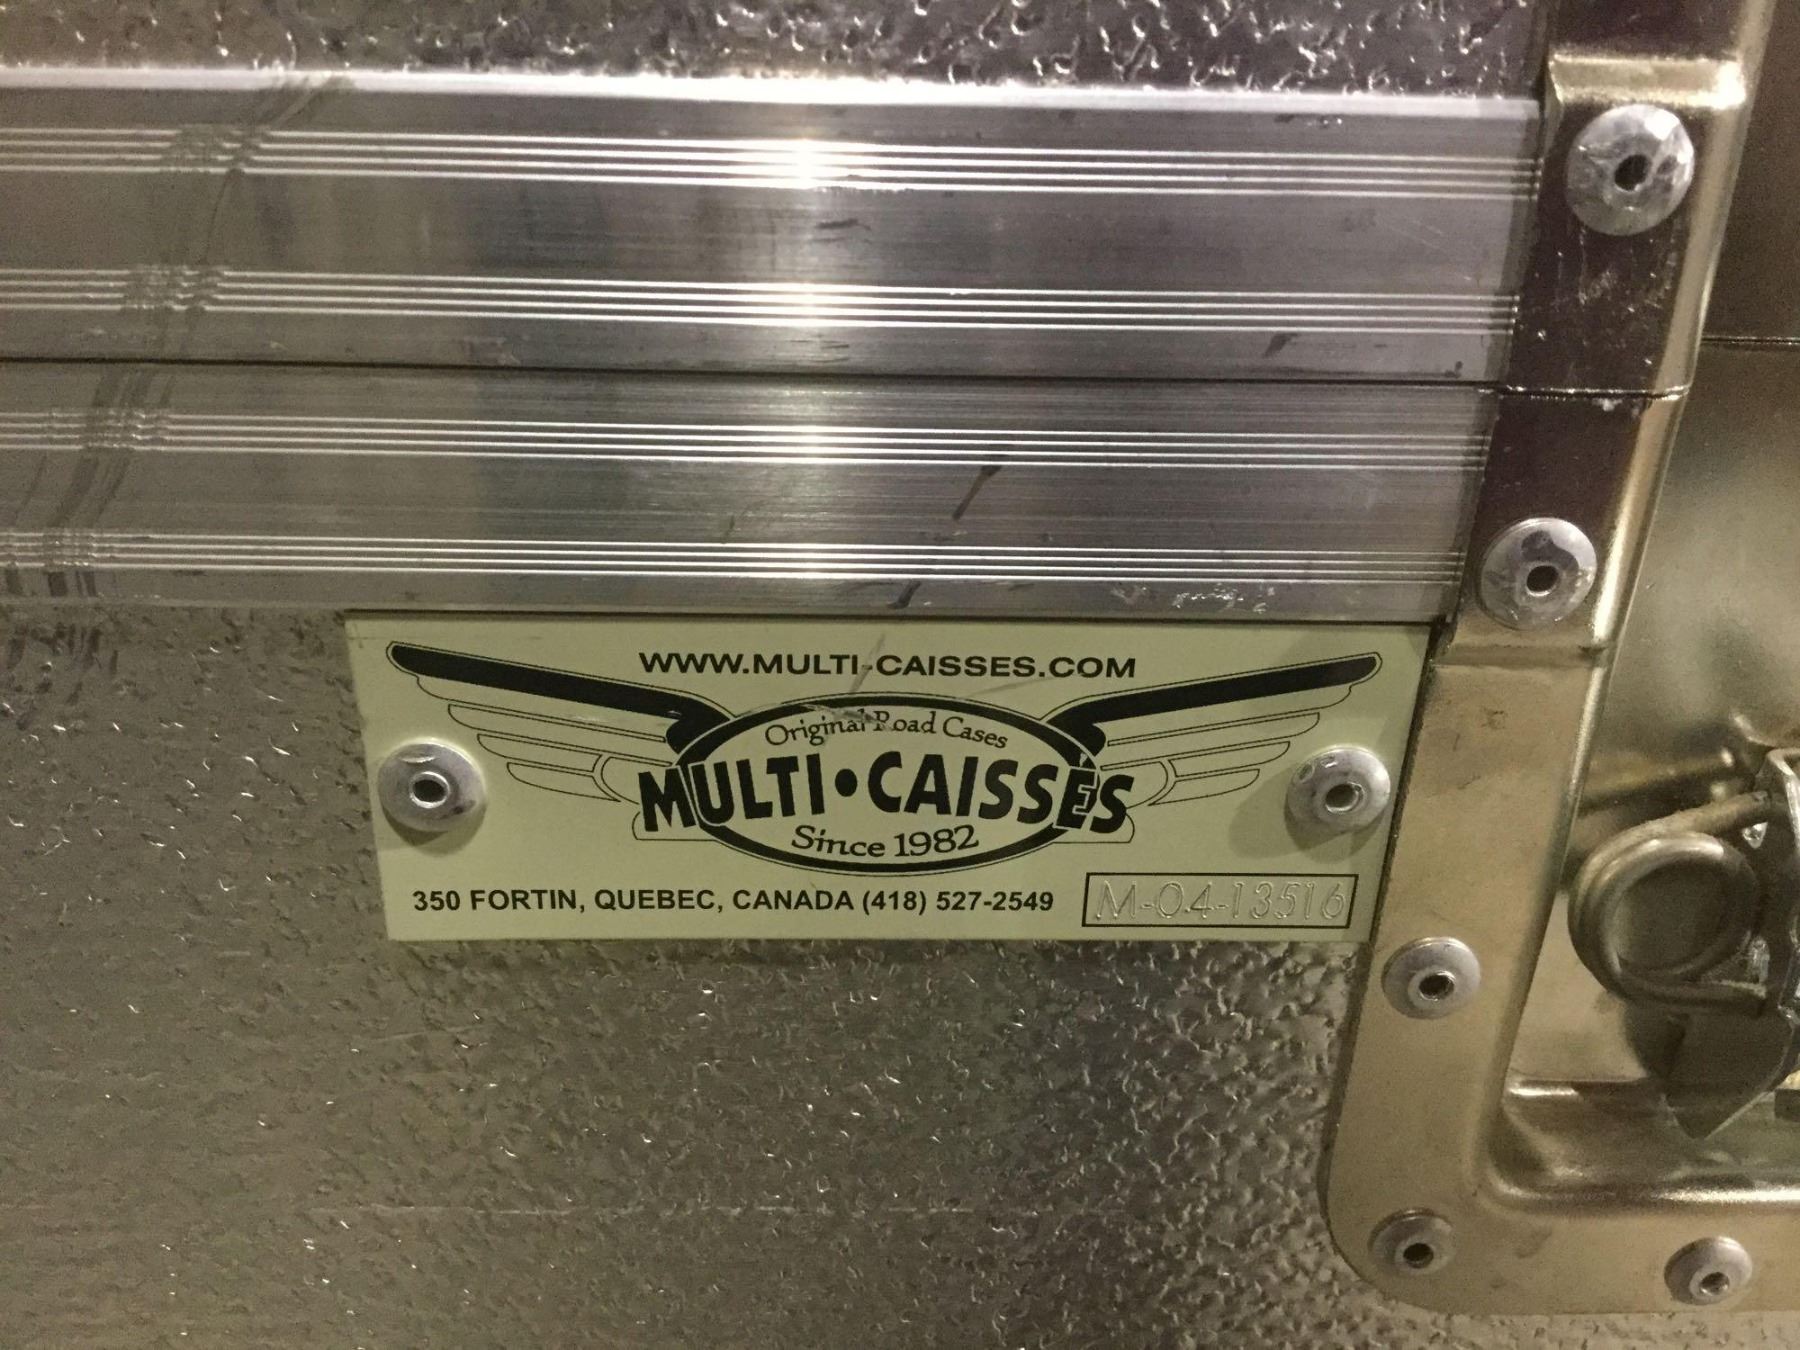 WWW.MULTI-CAISSES.COM
Original Road Cases
MULTI•CAISSES
Since 1982
350 FORTIN, QUEBEC, CANADA (418) 527-2549
M-04-13516